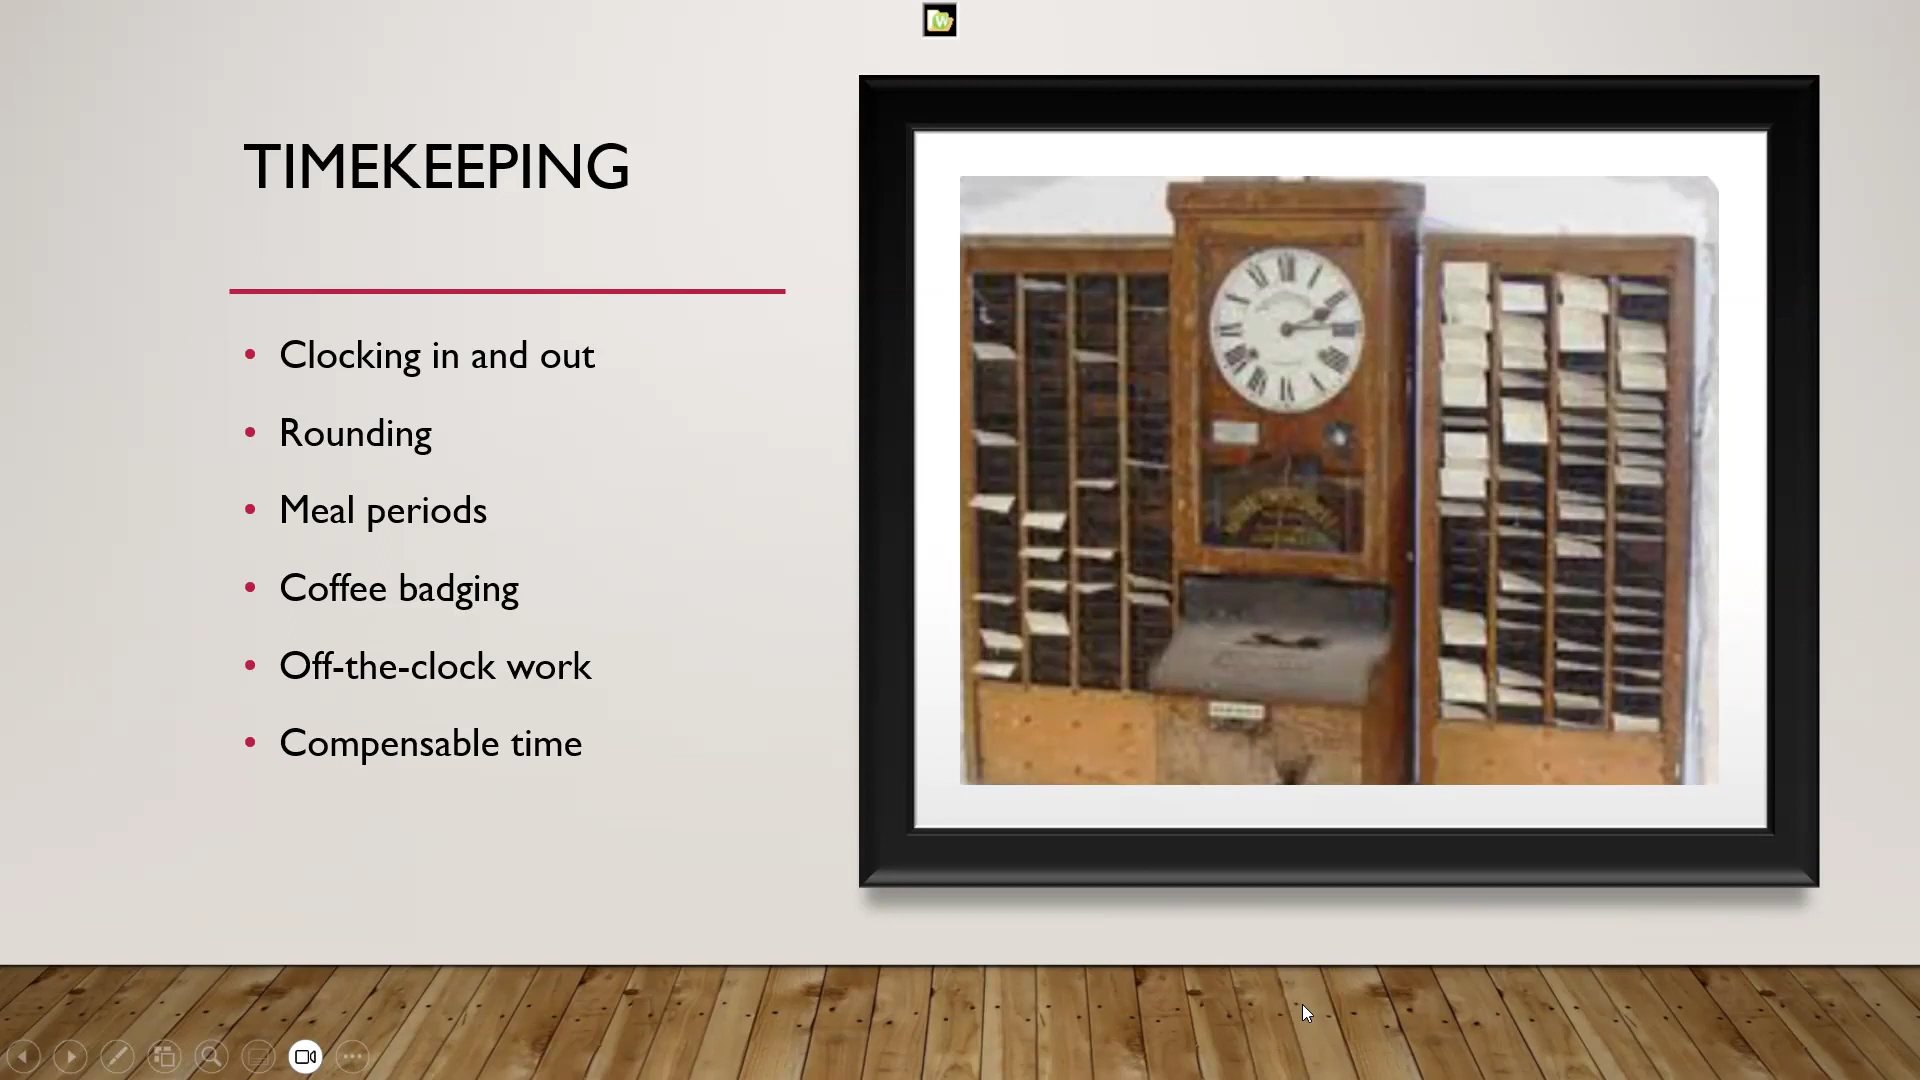 TIMEKEEPING
• Clocking in and out
• Rounding
• Meal periods
• Coffee badging
• Off-the-clock work
• Compensable time